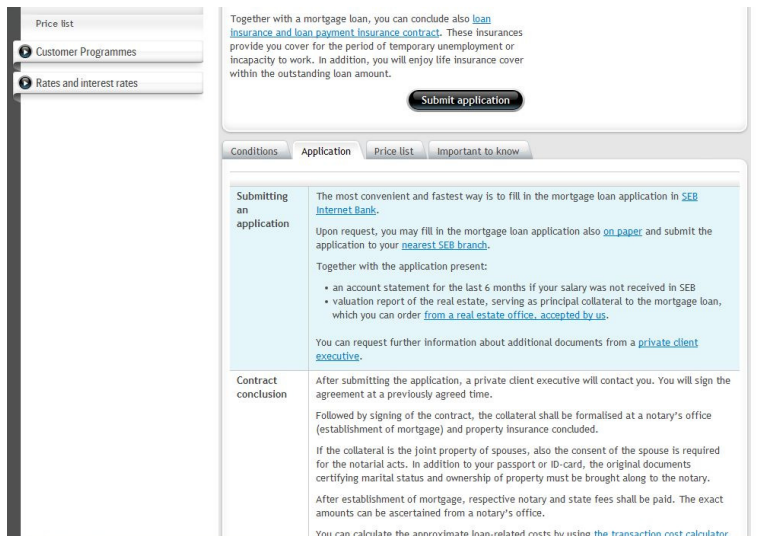 Price list
Customer Programmes
Rates and interest rates
Together with a mortgage loan, you can conclude also loan
insurance and loan payment insurance contract. These insurances
provide you cover for the period of temporary unemployment or
incapacity to work. In addition, you will enjoy life insurance cover
within the outstanding loan amount.
Submit application
Conditions Application Price list Important to know
Submitting
an
application
The most convenient and fastest way is to fill in the mortgage loan application in SEB
Internet Bank.
Upon request, you may fill in the mortgage loan application also on paper and submit the
application to your nearest SEB branch.
Together with the application present:
• an account statement for the last 6 months if your salary was not received in SEB
• valuation report of the real estate, serving as principal collateral to the mortgage loan,
which you can order from a real estate office, accepted by us.
You can request further information about additional documents from a private client
executive.
Contract
conclusion
After submitting the application, a private client executive will contact you. You will sign the
agreement at a previously agreed time.
Followed by signing of the contract, the collateral shall be formalised at a notary's office
(establishment of mortgage) and property insurance concluded.
If the collateral is the joint property of spouses, also the consent of the spouse is required
for the notarial acts. In addition to your passport or ID-card, the original documents
certifying marital status and ownership of property must be brought along to the notary.
After establishment of mortgage, respective notary and state fees shall be paid. The exact
amounts can be ascertained from a notary's office.
You can calculate the approximate loan-related costs by using the transaction cost calculator